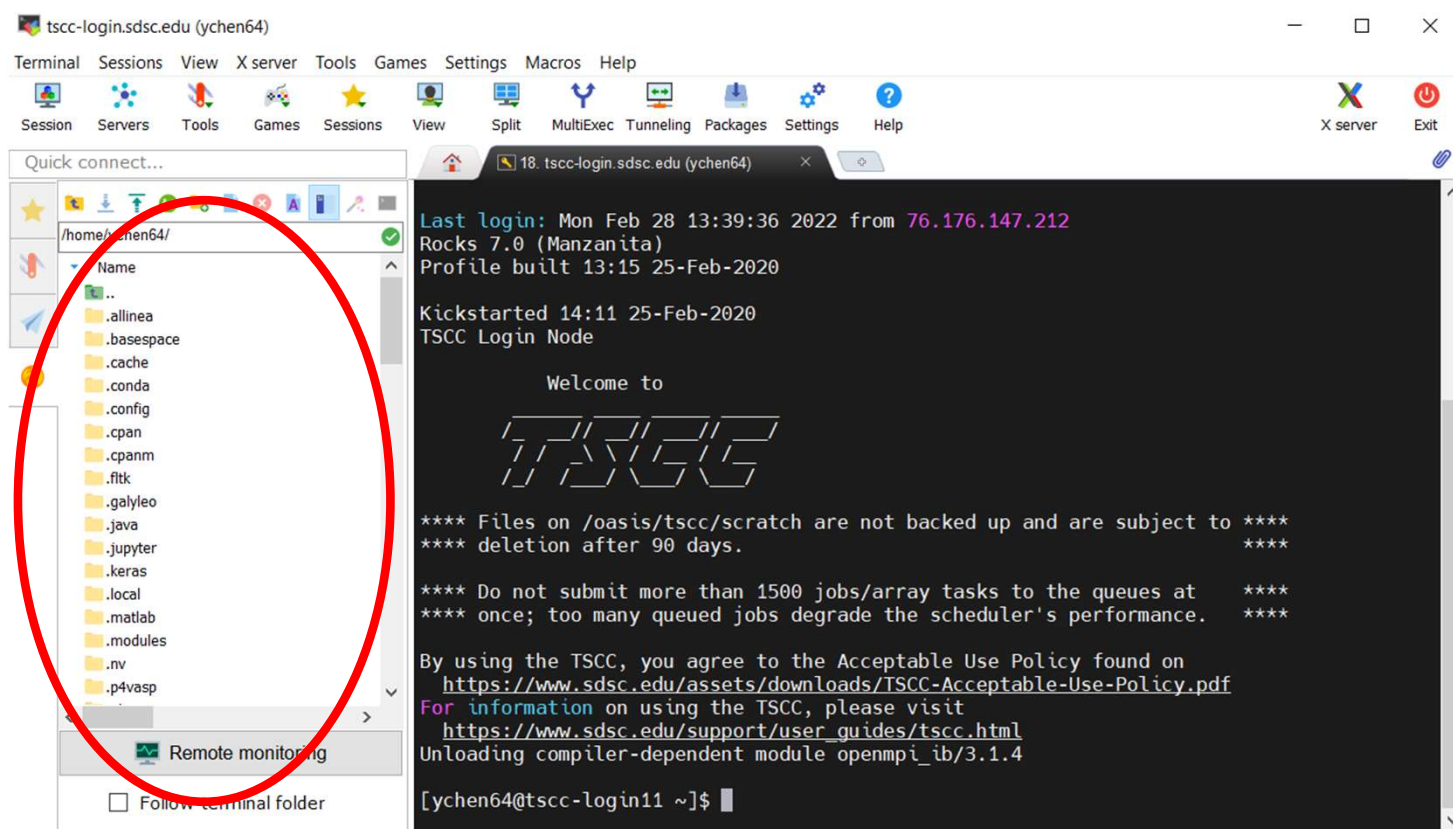 tscc-login.sdsc.edu (ychen64)
Terminal Sessions View X server Tools Games Settings Macros Help
Session Servers Tools Games Sessions View Split MultiExec Tunneling Packages Settings Help X server Exit
Quick connect...
18. tscc-login.sdsc.edu (ychen64)
/home/ychen64/
Name
..
.allinea
.basespace
.cache
.conda
.config
.cpan
.cpanm
.fltk
.galyleo
.java
.jupyter
.keras
.local
.matlab
.modules
.nv
.p4vasp
Remote monitoring
Follow terminal folder
Last login: Mon Feb 28 13:39:36 2022 from 76.176.147.212
Rocks 7.0 (Manzanita)
Profile built 13:15 25-Feb-2020
Kickstarted 14:11 25-Feb-2020
TSCC Login Node
Welcome to
TSCC
**** Files on /oasis/tscc/scratch are not backed up and are subject to ****
**** deletion after 90 days. ****
**** Do not submit more than 1500 jobs/array tasks to the queues at ****
**** once; too many queued jobs degrade the scheduler's performance. ****
By using the TSCC, you agree to the Acceptable Use Policy found on
https://www.sdsc.edu/assets/downloads/TSCC-Acceptable-Use-Policy.pdf
For information on using the TSCC, please visit
https://www.sdsc.edu/support/user_guides/tscc.html
Unloading compiler-dependent module openmpi_ib/3.1.4
[ychen64@tscc-login11 ~]$